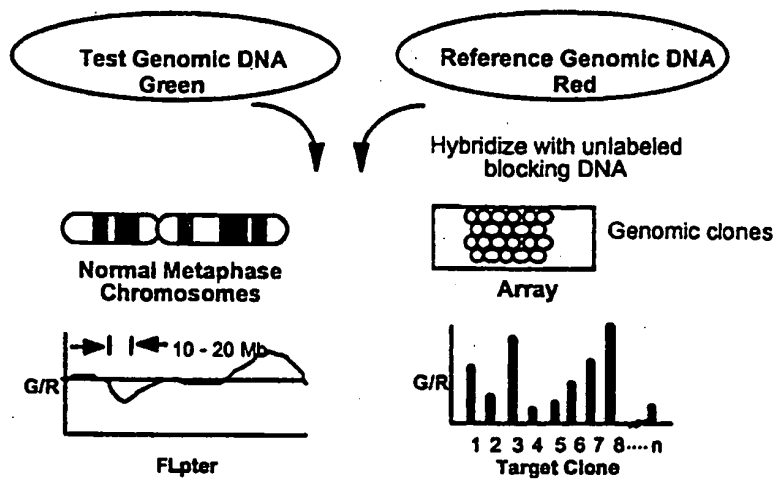 Test Genomic DNA
Green
Reference Genomic DNA
Red
Hybridize with unlabeled
blocking DNA
Normal Metaphase
Chromosomes
Genomic clones
Array
10 - 20 Mb
G/R
FLpter
G/R
1 2 3 4 5 6 7 8.... n
Target Clone